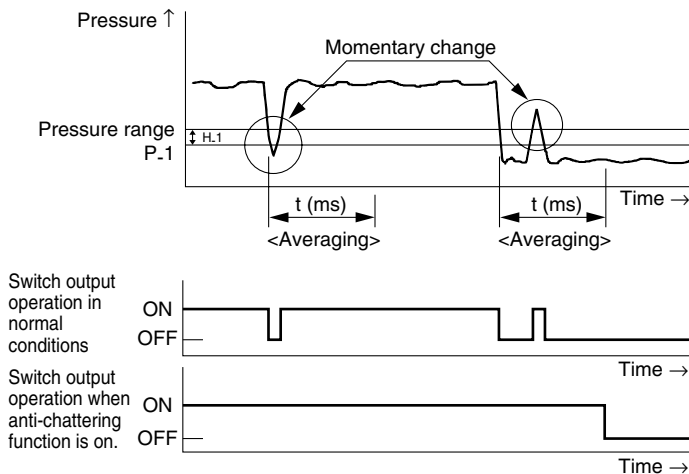 Pressure ↑
Momentary change
Pressure range
H-1
P-1
Time →
t (ms)
t (ms)
<Averaging>
<Averaging>
Switch output
operation in
normal
conditions
ON
OFF
Time →
Switch output
operation when
anti-chattering
function is on.
ON
OFF
Time →